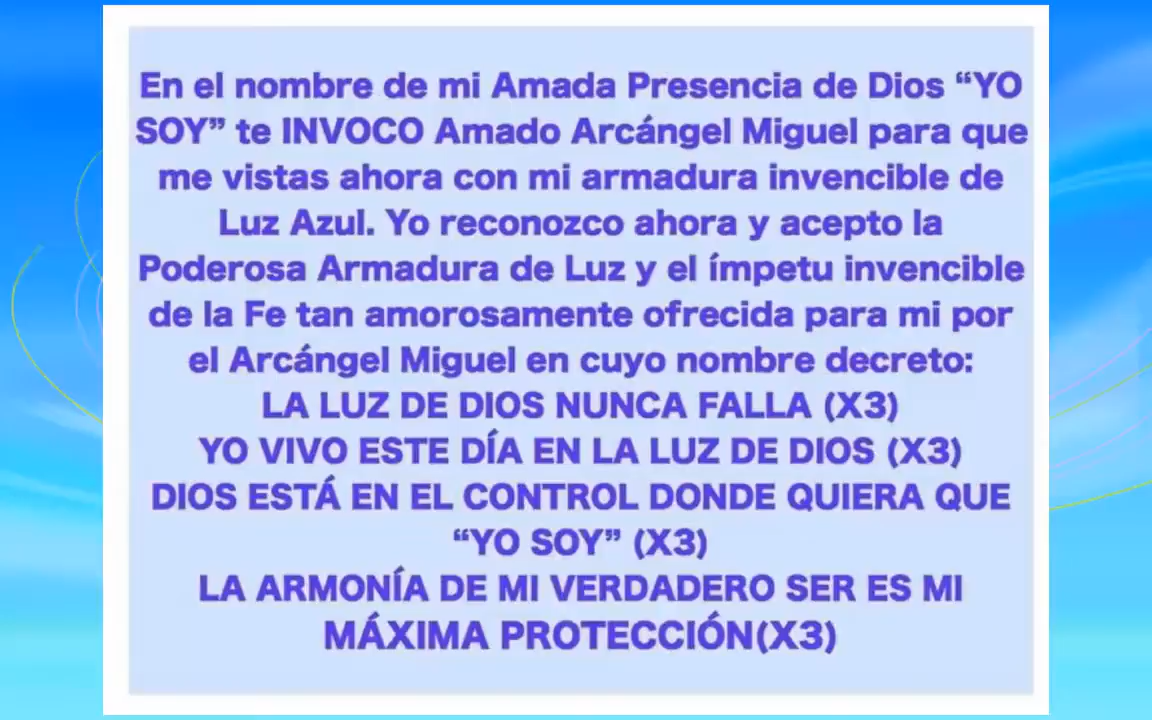 En el nombre de mi Amada Presencia de Dios “YO
SOY” te INVOCO Amado Arcángel Miguel para que
me vistas ahora con mi armadura invencible de
Luz Azul. Yo reconozco ahora y acepto la
Poderosa Armadura de Luz y el ímpetu invencible
de la Fe tan amorosamente ofrecida para mi por
el Arcángel Miguel en cuyo nombre decreto:
LA LUZ DE DIOS NUNCA FALLA (X3)
YO VIVO ESTE DÍA EN LA LUZ DE DIOS (X3)
DIOS ESTÁ EN EL CONTROL DONDE QUIERA QUE
“YO SOY” (X3)
LA ARMONÍA DE MI VERDADERO SER ES MI
MÁXIMA PROTECCIÓN(X3)